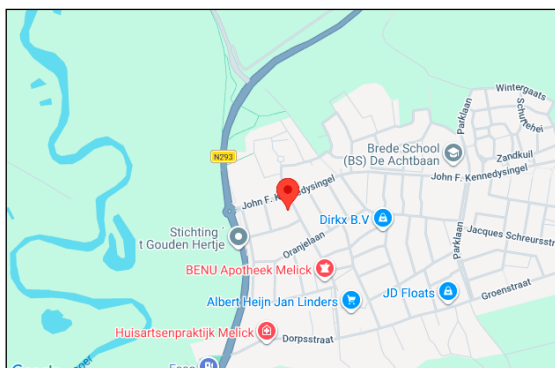 Wintergaats
Schuttehei
Parklaan
Brede School
(BS) De Achtbaan
Zandkuil
N293
John F. Kennedysingel
John F. Kennedysingel
Stichting
t Gouden Hertje
Dirkx B.V
Jacques Schreursstr
Oranjelaan
Parklaan
BENU Apotheek Melick
JD Floats
Albert Heijn Jan Linders
Groenstraat
Huisartsenpraktijk Melick
Dorpsstraat